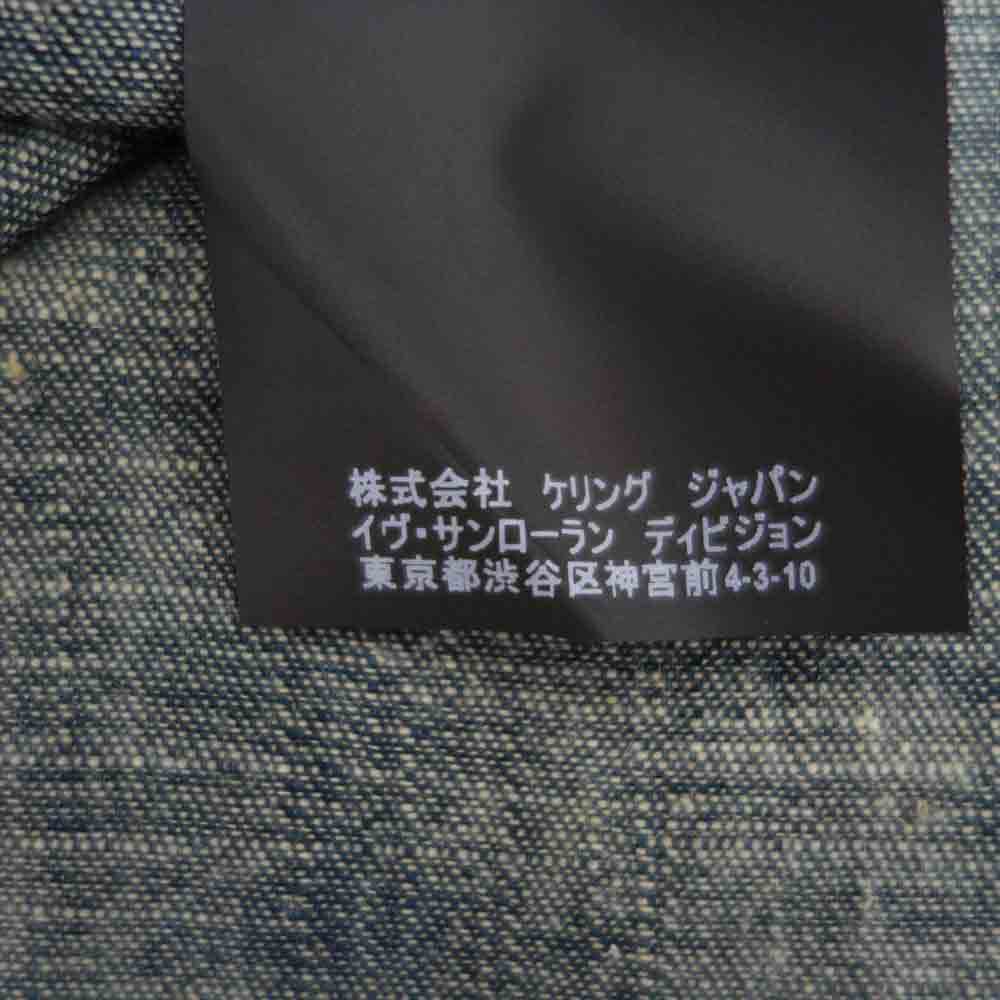 株式会社 ケリング ジャパン
イヴ・サンローラン ディビジョン
東京都渋谷区神宮前4-3-10